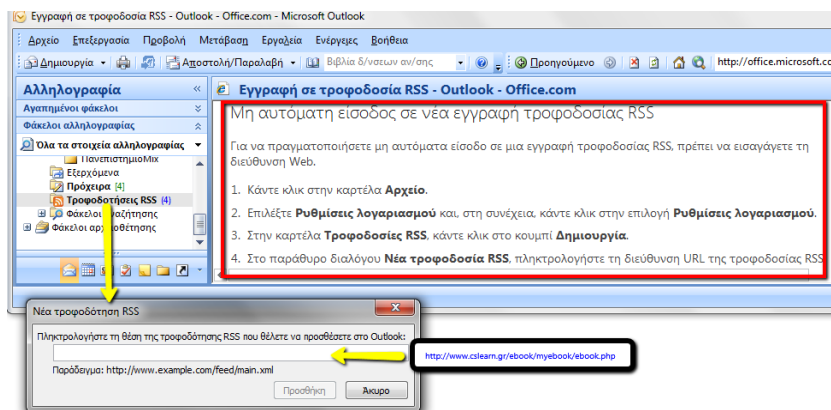 Εγγραφή σε τροφοδοσία RSS - Outlook - Office.com - Microsoft Outlook
Αρχείο Επεξεργασία Προβολή Μετάβαση Εργαλεία Ενέργειες Βοήθεια
Δημιουργία Αποστολή/Παραλαβή Βιβλία δ/νσεων αν/σης Προηγούμενο http://office.microsoft.co
Αλληλογραφία «
Αγαπημένοι φάκελοι
Φάκελοι αλληλογραφίας
Όλα τα στοιχεία αλληλογραφίας
ΠανεπιστημιοMix
Εξερχόμενα
Πρόχειρα [4]
Τροφοδοτήσεις RSS (4)
Φάκελοι αναζήτησης
Φάκελοι αρχειοθέτησης
Εγγραφή σε τροφοδοσία RSS - Outlook - Office.com
Μη αυτόματη είσοδος σε νέα εγγραφή τροφοδοσίας RSS
Για να πραγματοποιήσετε μη αυτόματα είσοδο σε μια εγγραφή τροφοδοσίας RSS, πρέπει να εισαγάγετε τη
διεύθυνση Web.
1. Κάντε κλικ στην καρτέλα Αρχείο.
2. Επιλέξτε Ρυθμίσεις λογαριασμού και, στη συνέχεια, κάντε κλικ στην επιλογή Ρυθμίσεις λογαριασμού.
3. Στην καρτέλα Τροφοδοσίες RSS, κάντε κλικ στο κουμπί Δημιουργία.
4. Στο παράθυρο διαλόγου Νέα τροφοδοσία RSS, πληκτρολογήστε τη διεύθυνση URL της τροφοδοσίας RSS
Νέα τροφοδότηση RSS
Πληκτρολογήστε τη θέση της τροφοδότησης RSS που θέλετε να προσθέσετε στο Outlook:
Παράδειγμα: http://www.example.com/feed/main.xml
Προσθήκη Άκυρο
http://www.cslearn.gr/ebook/myebook/ebook.php